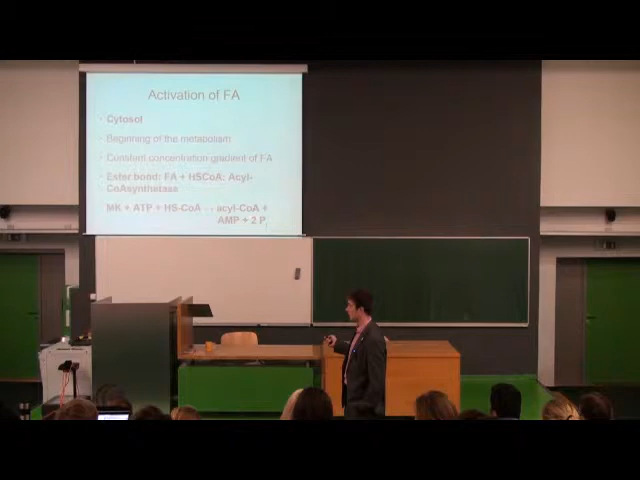 Activation of FA
Cytosol
Beginning of the metabolism
Constant concentration gradient of FA
Ester bond: FA + HSCoA: Acyl-
CoAsynthetase
MK + ATP + HS-CoA → acyl-CoA +
AMP + 2 Pi